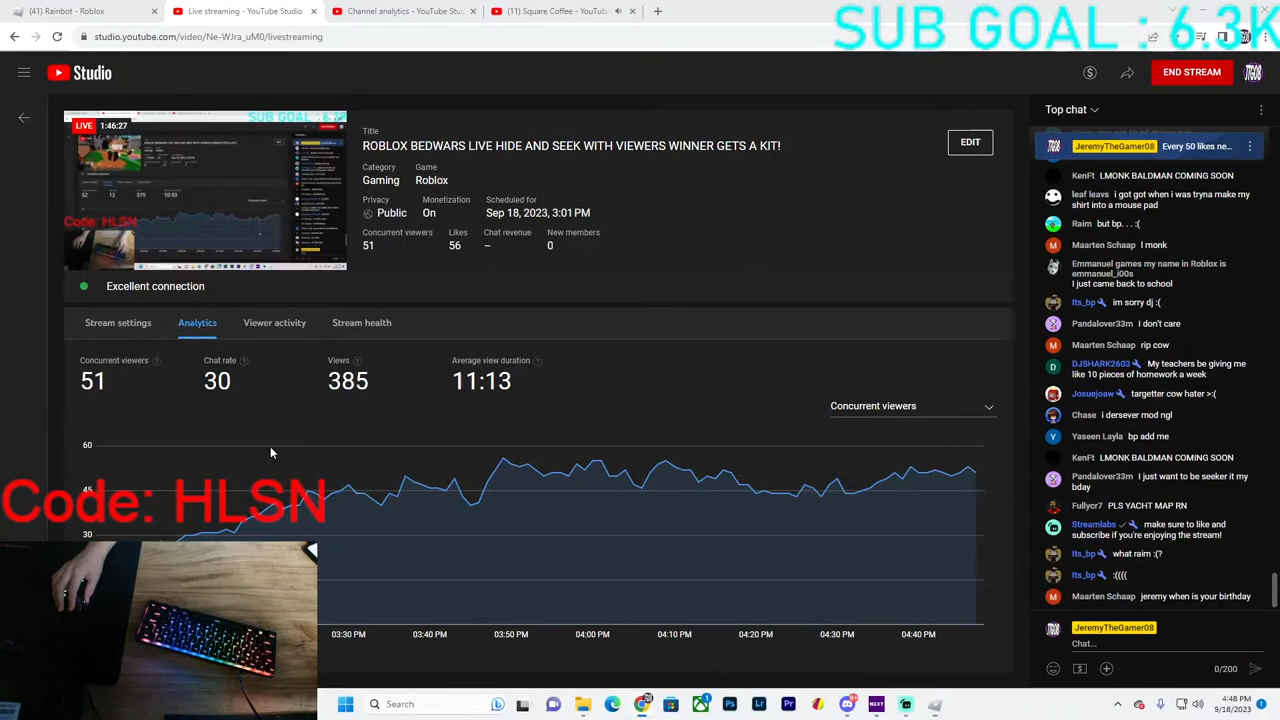 (41) Rainbot - YouTube
Live streaming - YouTube Studio
Channel analytics - YouTube S
(11) Square Coffee - YouTu
studio.youtube.com/video/Ne-WJra_uM0/livestreaming
SUB GOAL : 6.3K
Studio
END STREAM
LIVE 1:46:27
Code: HLSN
Title
ROBLOX BEDWARS LIVE HIDE AND SEEK WITH VIEWERS WINNER GETS A KIT!
EDIT
Category
Gaming
Game
Roblox
Public
Monetization
On
Scheduled for
Sep 18, 2023, 3:01 PM
Concurrent viewers
51
Likes
56
Chat revenue
–
New members
0
Excellent connection
Stream settings
Analytics
Viewer activity
Stream health
Concurrent viewers
51
Chat rate
30
Views
385
Average view duration
11:13
Concurrent viewers
60
45
30
03:30 PM
03:40 PM
03:50 PM
04:00 PM
04:10 PM
04:20 PM
04:30 PM
04:40 PM
Code: HLSN
Top chat
JeremyTheGamer08
KenFt LMONK BALDMAN COMING SOON
leaf leaves i got got when i was tryna make my
shirt into a mouse pad
Raim but bp. . . :(
Maarten Schaap l monk
Emmanuel games my name in Roblox is
emmanuel_i00s
I just came back to school
Its_bp im sorry dj :(
Pandalover33m I don't care
Maarten Schaap rip cow
DJSHARK2603 My teachers be giving me
like 10 pieces of homework a week
Josuejoaw targetter cow hater >:(
Chase i dersever mod ngl
Yaseen Layla bp add me
KenFt LMONK BALDMAN COMING SOON
Pandalover33m I just want to be seeker it my
bday
Fullycr7 PLS YACHT MAP RN
Streamlabs make sure to like and
subscribe if you're enjoying the stream!
Its_bp what raim :(?
Its_bp :((((
Maarten Schaap jeremy when is your birthday
JeremyTheGamer08
Chat...
0/200
Search
4:48 PM
9/18/2023